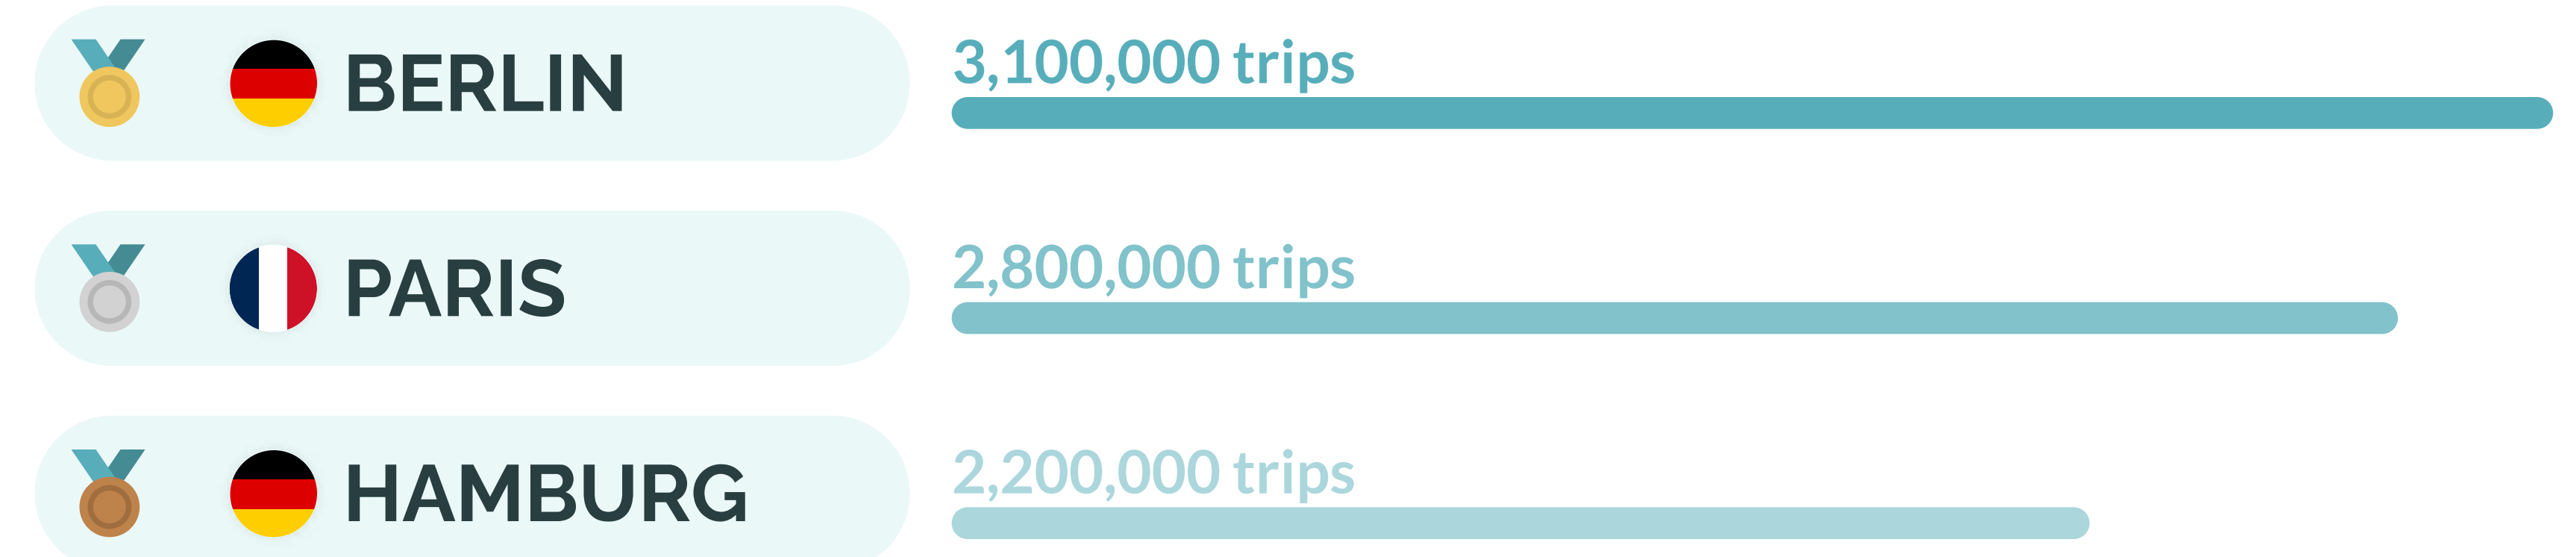 BERLIN
3,100,000 trips
PARIS
2,800,000 trips
HAMBURG
2,200,000 trips